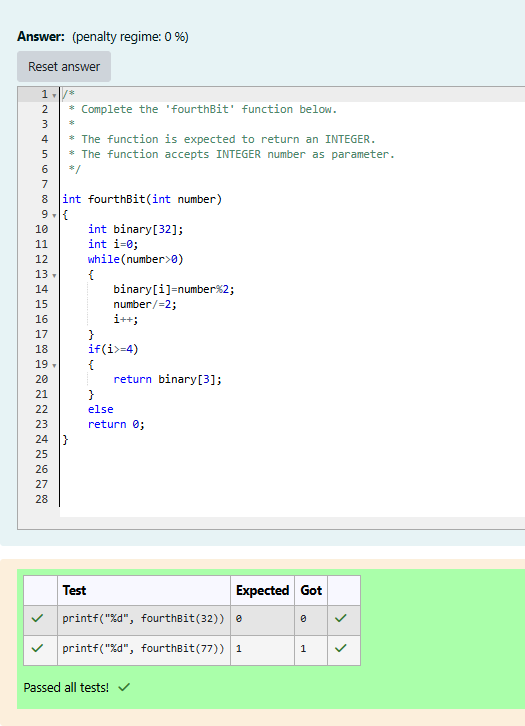 Answer: (penalty regime: 0 %)
Reset answer
1 /*
2  * Complete the 'fourthBit' function below.
3  *
4  * The function is expected to return an INTEGER.
5  * The function accepts INTEGER number as parameter.
6  */
7
8 int fourthBit(int number)
9 {
10     int binary[32];
11     int i=0;
12     while(number>0)
13     {
14         binary[i]=number%2;
15         number/=2;
16         i++;
17     }
18     if(i>=4)
19     {
20         return binary[3];
21     }
22     else
23     return 0;
24 }
25
26
27
28
Test Expected Got
printf("%d", fourthBit(32)) 0 0
printf("%d", fourthBit(77)) 1 1
Passed all tests!